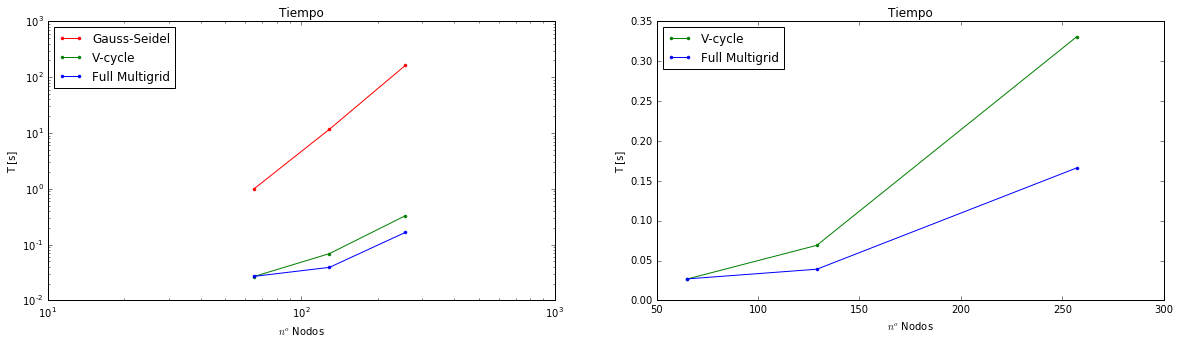 Tiempo
10³
Gauss-Seidel
V-cycle
Full Multigrid
10²
10¹
T [s]
10⁰
10⁻¹
10⁻²
10¹
10²
10³
nº Nodos
Tiempo
0.35
V-cycle
Full Multigrid
0.30
0.25
0.20
T [s]
0.15
0.10
0.05
0.00
50
100
150
200
250
300
nº Nodos